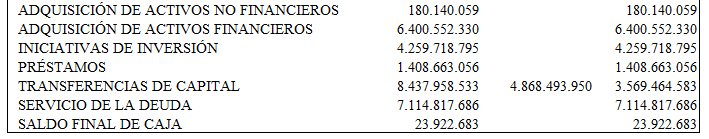 ADQUISICIÓN DE ACTIVOS NO FINANCIEROS 180.140.059 180.140.059
ADQUISICIÓN DE ACTIVOS FINANCIEROS 6.400.552.330 6.400.552.330
INICIATIVAS DE INVERSIÓN 4.259.718.795 4.259.718.795
PRÉSTAMOS 1.408.663.056 1.408.663.056
TRANSFERENCIAS DE CAPITAL 8.437.958.533 4.868.493.950 3.569.464.583
SERVICIO DE LA DEUDA 7.114.817.686 7.114.817.686
SALDO FINAL DE CAJA 23.922.683 23.922.683